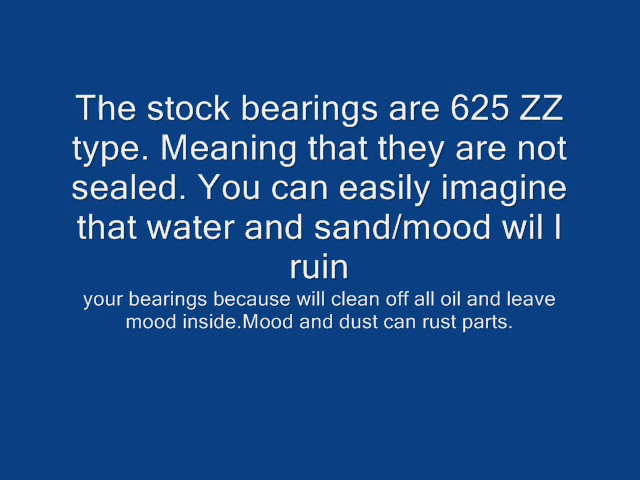 The stock bearings are 625 ZZ
type. Meaning that they are not
sealed. You can easily imagine
that water and sand/mood wil l
ruin
your bearings because will clean off all oil and leave
mood inside.Mood and dust can rust parts.